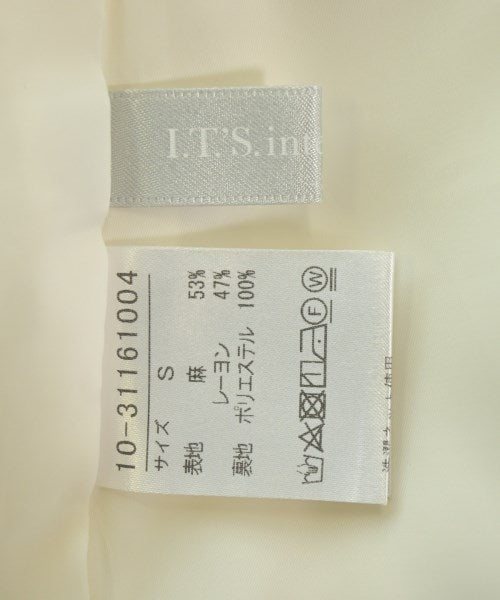 I.T.'S. inte
10-31161004
サイズ S
表地 麻 53%
レーヨン 47%
裏地 ポリエステル 100%
F W